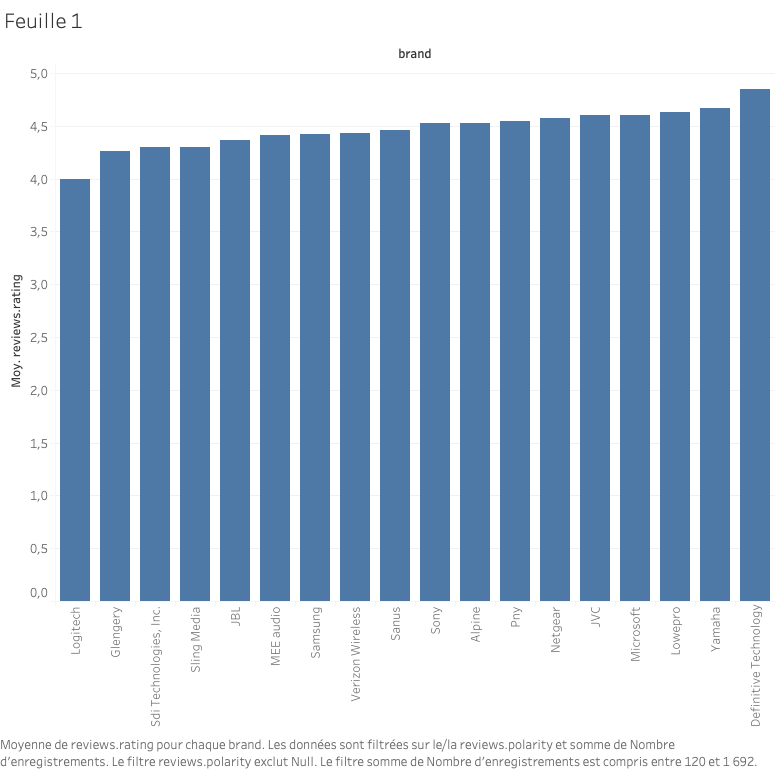 Feuille 1
brand
5,0
4,5
4,0
3,5
3,0
2,5
2,0
1,5
1,0
0,5
0,0
Moy. reviews.rating
Logitech
Glengery
Sdi Technologies, Inc.
Sling Media
JBL
MEE audio
Samsung
Verizon Wireless
Sanus
Sony
Alpine
Pny
Netgear
JVC
Microsoft
Lowepro
Yamaha
Definitive Technology
Moyenne de reviews.rating pour chaque brand. Les données sont filtrées sur le/la reviews.polarity et somme de Nombre
d’enregistrements. Le filtre reviews.polarity exclut Null. Le filtre somme de Nombre d’enregistrements est compris entre 120 et 1 692.